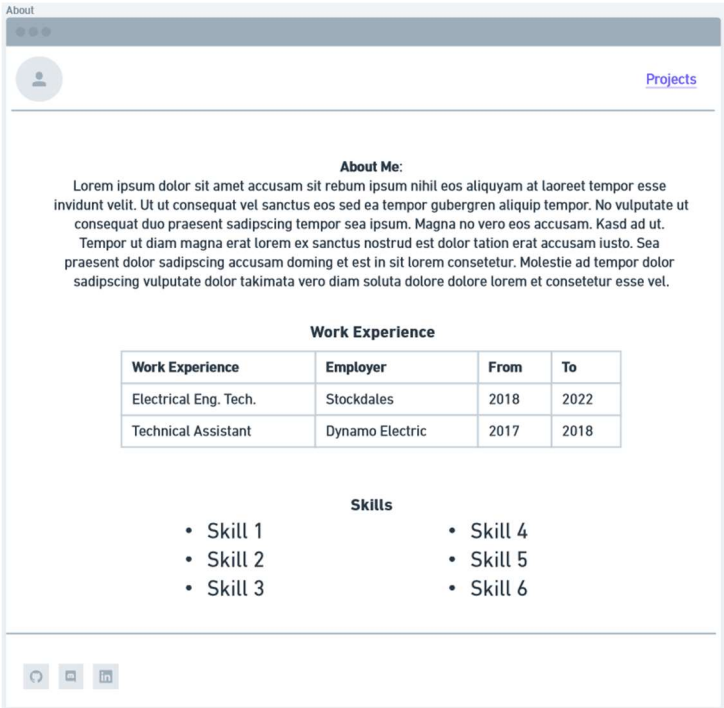 About
Projects
About Me:
Lorem ipsum dolor sit amet accusam sit rebum ipsum nihil eos aliquyam at laoreet tempor esse
invidunt velit. Ut ut consequat vel sanctus eos sed ea tempor gubergren aliquip tempor. No vulputate ut
consequat duo praesent sadipscing tempor sea ipsum. Magna no vero eos accusam. Kasd ad ut.
Tempor ut diam magna erat lorem ex sanctus nostrud est dolor tation erat accusam iusto. Sea
praesent dolor sadipscing accusam doming et est in sit lorem consetetur. Molestie ad tempor dolor
sadipscing vulputate dolor takimata vero diam soluta dolore dolore lorem et consetetur esse vel.
Work Experience
Work Experience Employer From To
Electrical Eng. Tech. Stockdales 2018 2022
Technical Assistant Dynamo Electric 2017 2018
Skills
• Skill 1 • Skill 4
• Skill 2 • Skill 5
• Skill 3 • Skill 6
in